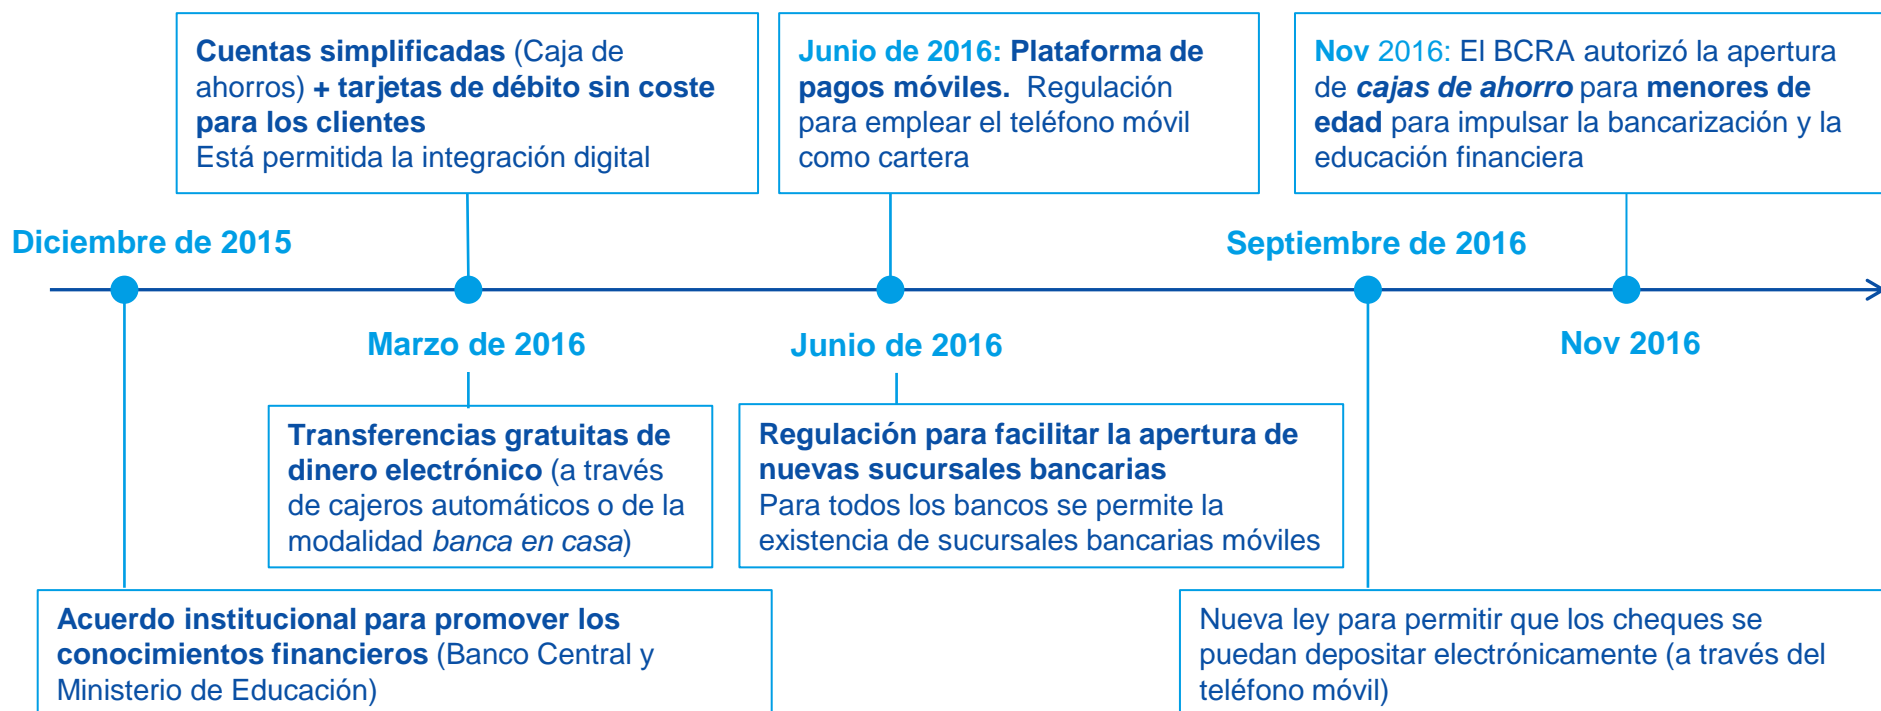 Cuentas simplificadas (Caja de
ahorros) + tarjetas de débito sin coste
para los clientes
Está permitida la integración digital
Junio de 2016: Plataforma de
pagos móviles. Regulación
para emplear el teléfono móvil
como cartera
Nov 2016: El BCRA autorizó la apertura
de cajas de ahorro para menores de
edad para impulsar la bancarización y la
educación financiera
Diciembre de 2015
Septiembre de 2016
Marzo de 2016
Junio de 2016
Nov 2016
Transferencias gratuitas de
dinero electrónico (a través
de cajeros automáticos o de la
modalidad banca en casa)
Regulación para facilitar la apertura de
nuevas sucursales bancarias
Para todos los bancos se permite la
existencia de sucursales bancarias móviles
Acuerdo institucional para promover los
conocimientos financieros (Banco Central y
Ministerio de Educación)
Nueva ley para permitir que los cheques se
puedan depositar electrónicamente (a través del
teléfono móvil)